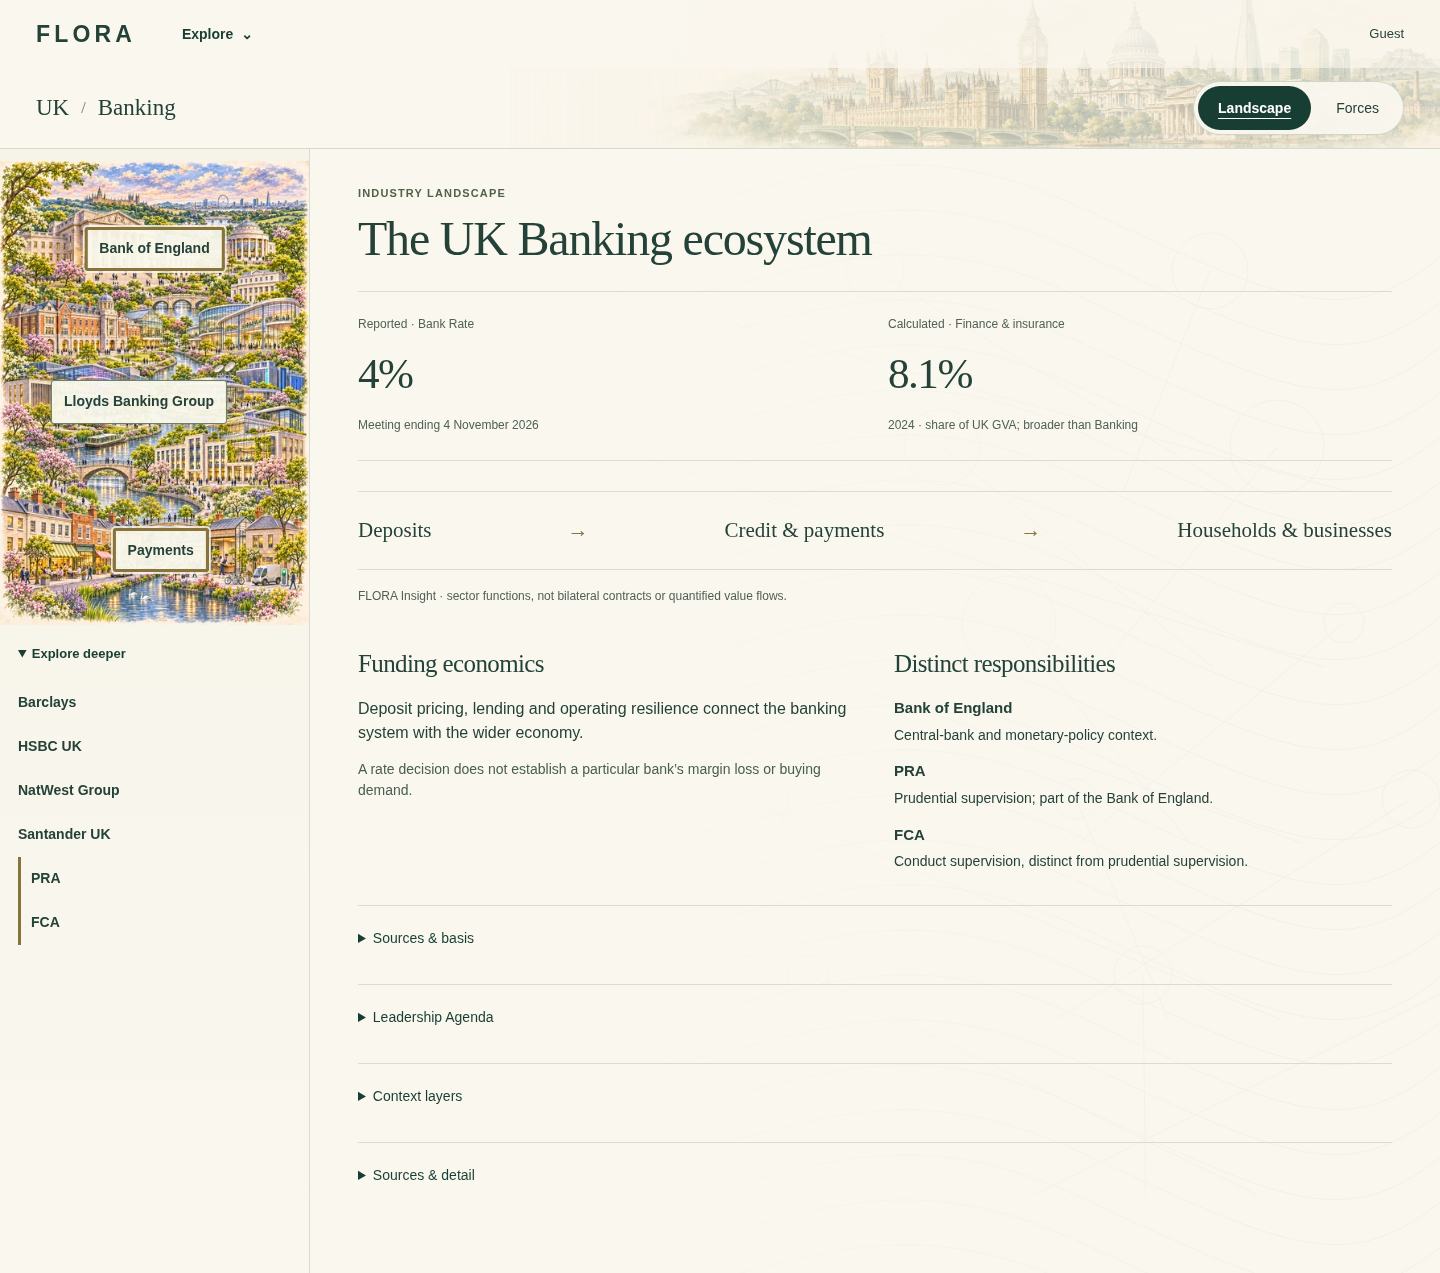 FLORA
Explore
Guest
UK / Banking
Landscape
Forces
Bank of England
Lloyds Banking Group
Payments
▼ Explore deeper
Barclays
HSBC UK
NatWest Group
Santander UK
PRA
FCA
INDUSTRY LANDSCAPE
The UK Banking ecosystem
Reported · Bank Rate
4%
Meeting ending 4 November 2026
Calculated · Finance & insurance
8.1%
2024 · share of UK GVA; broader than Banking
Deposits → Credit & payments → Households & businesses
FLORA Insight · sector functions, not bilateral contracts or quantified value flows.
Funding economics
Deposit pricing, lending and operating resilience connect the banking
system with the wider economy.
A rate decision does not establish a particular bank's margin loss or buying
demand.
Distinct responsibilities
Bank of England
Central-bank and monetary-policy context.
PRA
Prudential supervision; part of the Bank of England.
FCA
Conduct supervision, distinct from prudential supervision.
▶ Sources & basis
▶ Leadership Agenda
▶ Context layers
▶ Sources & detail